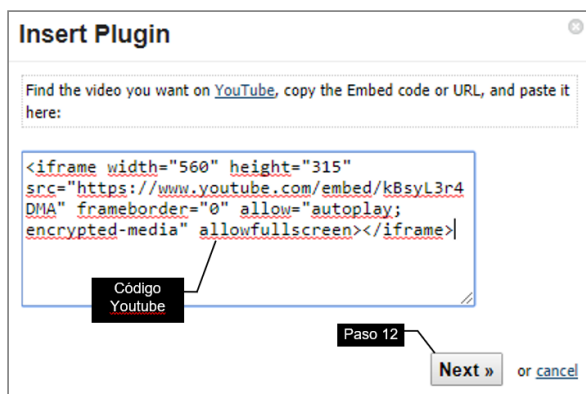 Insert Plugin
Find the video you want on YouTube, copy the Embed code or URL, and paste it
here:
<iframe width="560" height="315"
src="https://www.youtube.com/embed/kBsyL3r4
DMA" frameborder="0" allow="autoplay;
encrypted-media" allowfullscreen></iframe>
Código
Youtube
Paso 12
Next » or cancel